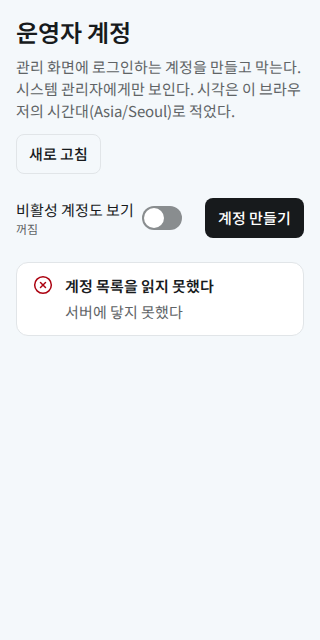 운영자 계정
관리 화면에 로그인하는 계정을 만들고 막는다.
시스템 관리자에게만 보인다. 시각은 이 브라우
저의 시간대(Asia/Seoul)로 적었다.
새로 고침
비활성 계정도 보기
꺼짐
계정 만들기
계정 목록을 읽지 못했다
서버에 닿지 못했다